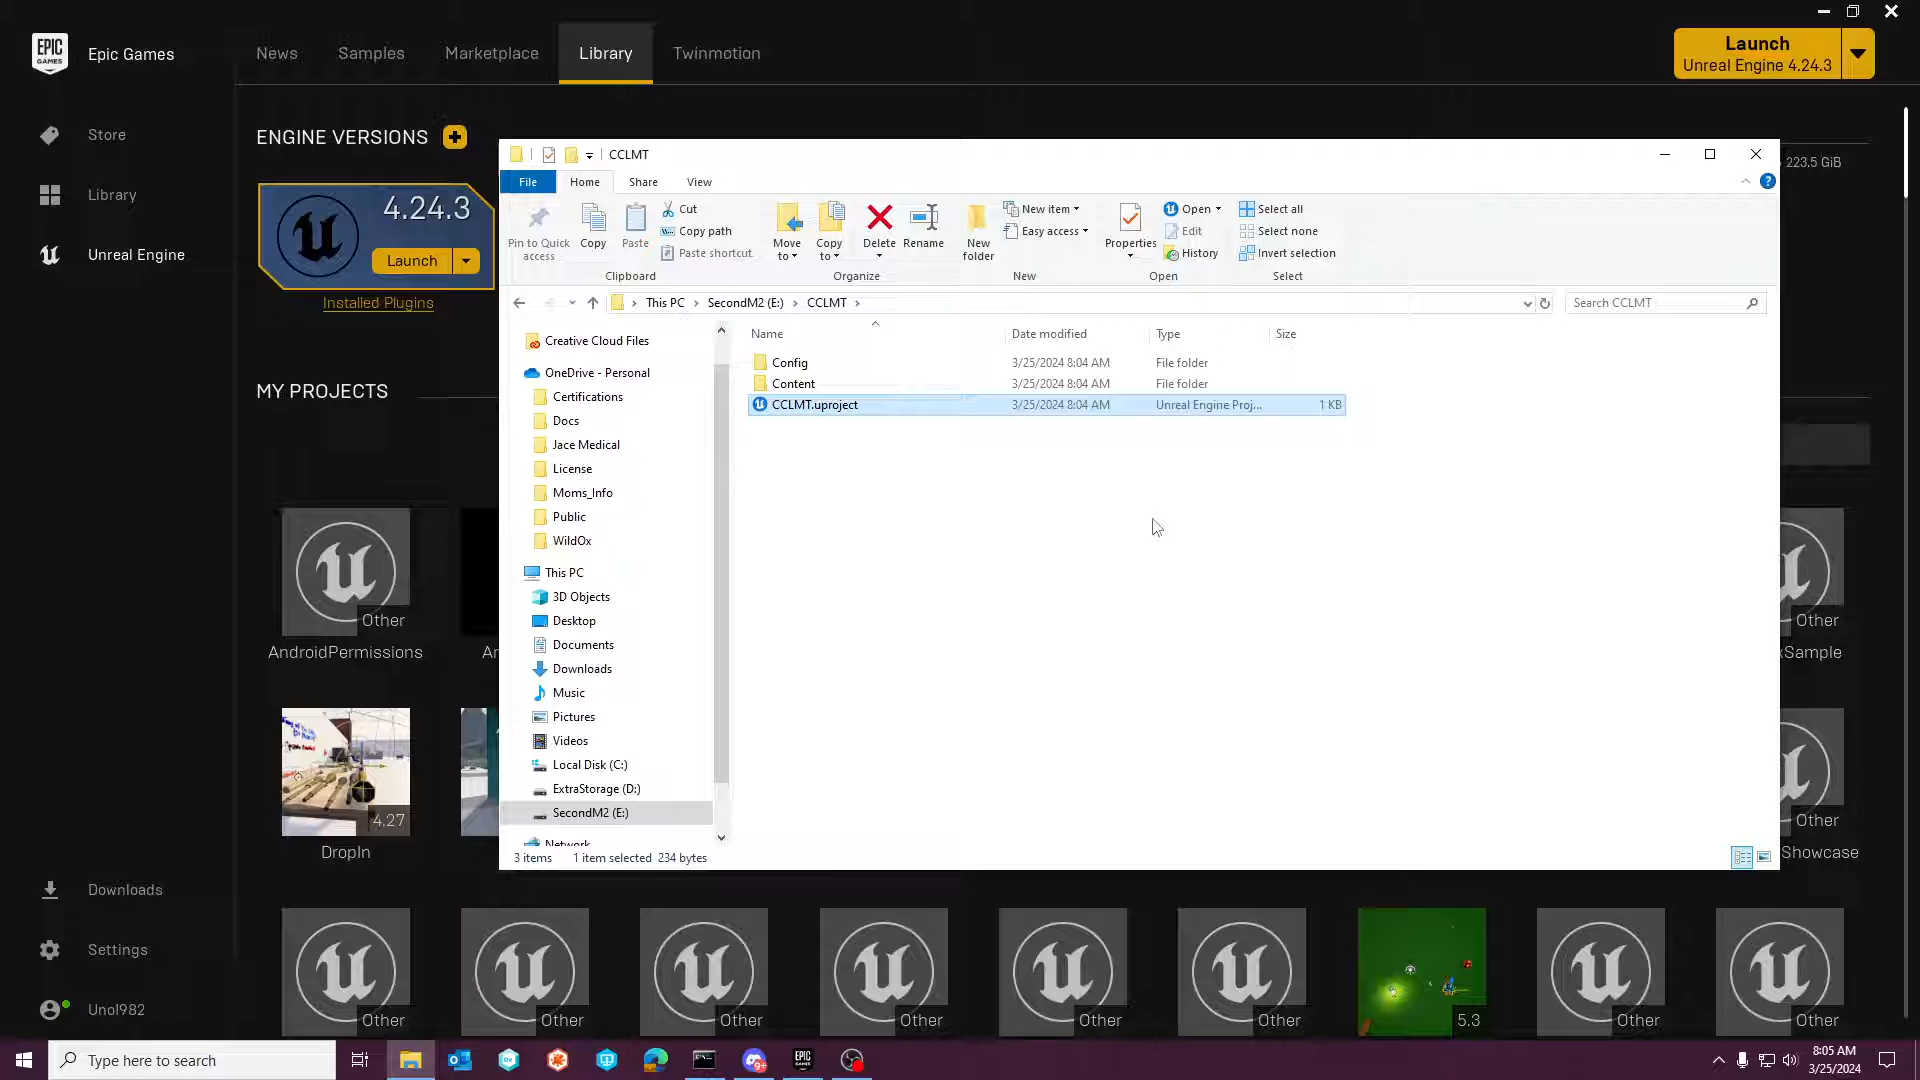 EPIC GAMES
Epic Games
News
Samples
Marketplace
Library
Twinmotion
Launch
Unreal Engine 4.24.3
Store
Library
Unreal Engine
ENGINE VERSIONS
4.24.3
Launch
Installed Plugins
223.5 GiB
MY PROJECTS
CCLMT
File
Home
Share
View
Pin to Quick access
Copy
Paste
Cut
Copy path
Paste shortcut
Clipboard
Move to
Copy to
Delete
Rename
Organize
New folder
New item
Easy access
New
Properties
Open
Edit
History
Open
Select all
Select none
Invert selection
Select
This PC
SecondM2 (E:)
CCLMT
Search CCLMT
Creative Cloud Files
OneDrive - Personal
Certifications
Docs
Jace Medical
License
Moms_Info
Public
WildOx
This PC
3D Objects
Desktop
Documents
Downloads
Music
Pictures
Videos
Local Disk (C:)
ExtraStorage (D:)
SecondM2 (E:)
Network
Name
Date modified
Type
Size
Config
3/25/2024 8:04 AM
File folder
Content
3/25/2024 8:04 AM
File folder
CCLMT.uproject
3/25/2024 8:04 AM
Unreal Engine Proj...
1 KB
3 items
1 item selected 234 bytes
Other
AndroidPermissions
Other
4.27
DropIn
Other
Showcase
Other
Other
Other
Other
Other
Other
5.3
Other
Other
Downloads
Settings
Uno1982
Type here to search
9+
EPIC GAMES
8:05 AM
3/25/2024